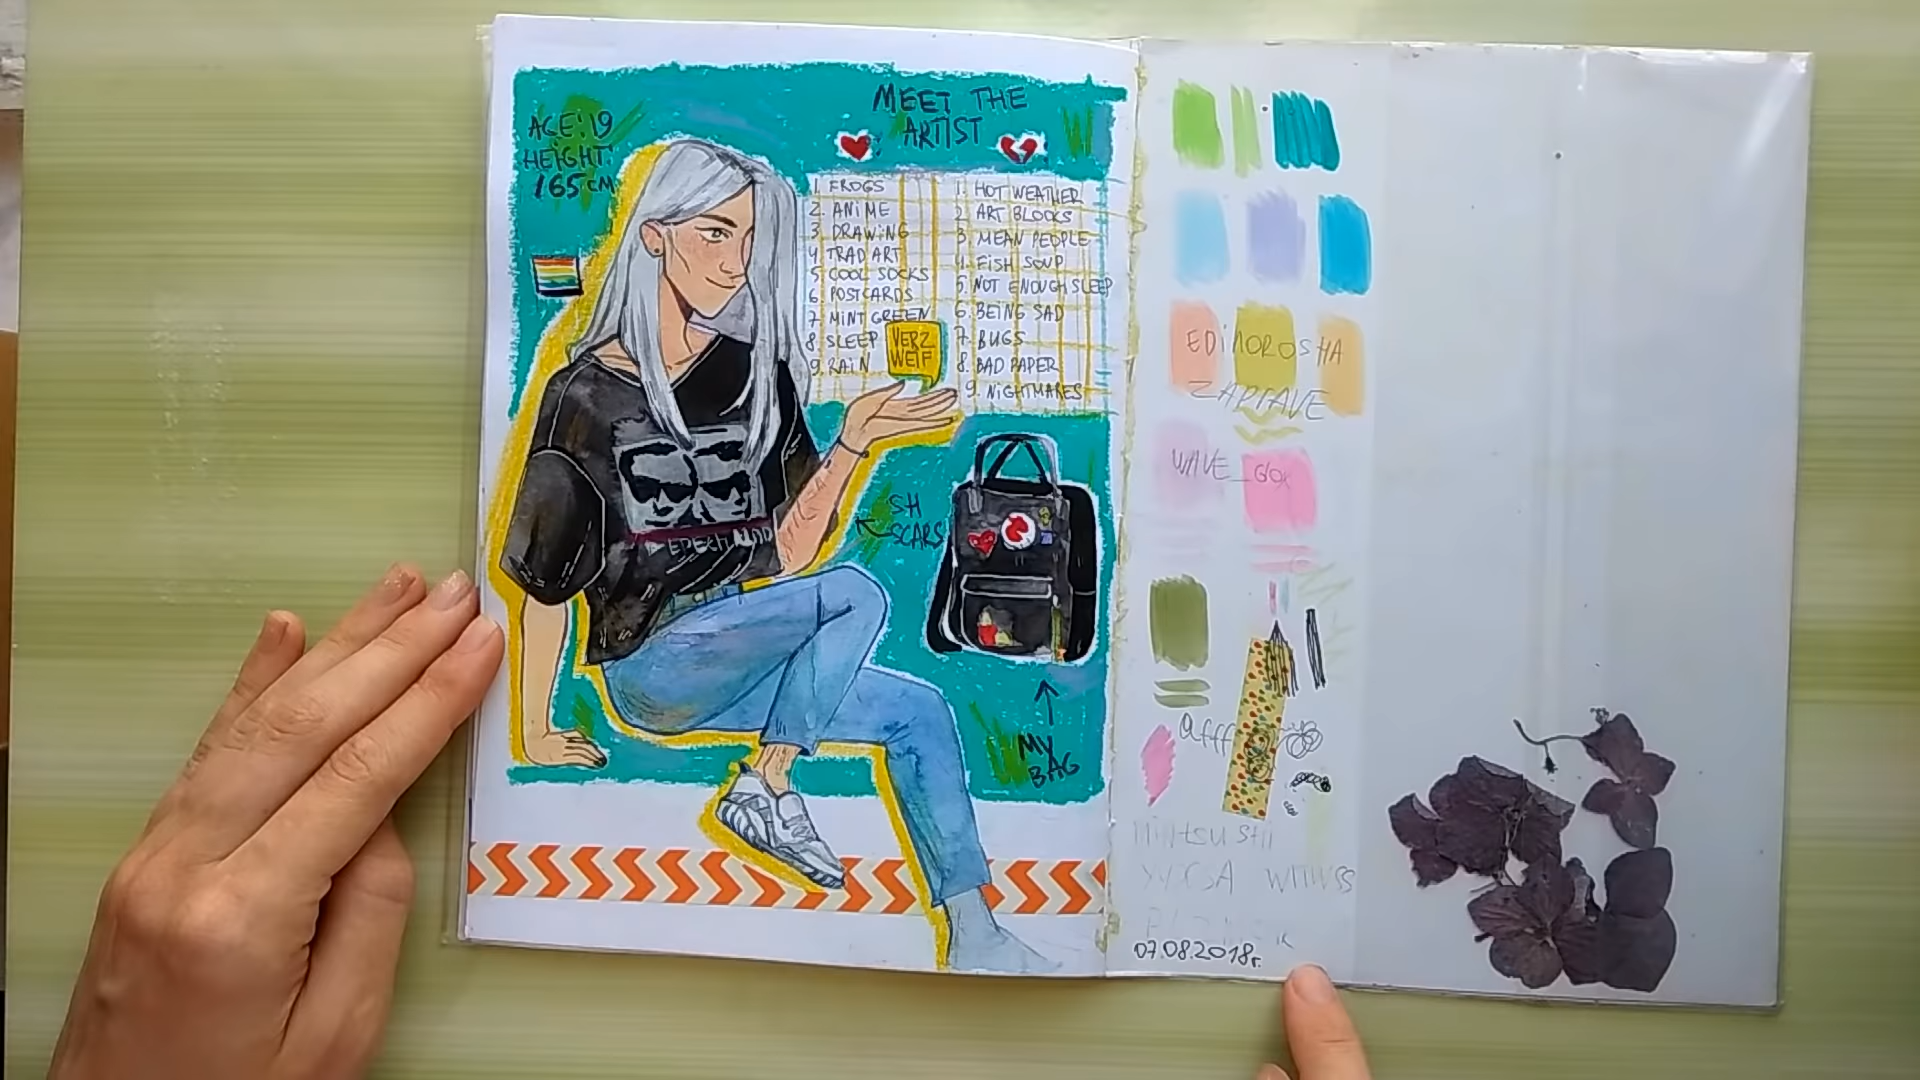 MEET THE
ARTIST
AGE: 19
HEIGHT:
165 CM
1. FROGS
2. ANIME
3. DRAWING
4. TRAD ART
5. COOL SOCKS
6. POSTCARDS
7. MINT GREEN
8. SLEEP
9. RAIN
1. HOT WEATHER
2. ART BLOCKS
3. MEAN PEOPLE
4. FISH SOUP
5. NOT ENOUGH SLEEP
6. BEING SAD
7. BUGS
8. BAD PAPER
9. NIGHTMARES
VERZ
WEIF
SH
SCARS
MY
BAG
07.08.2018г.